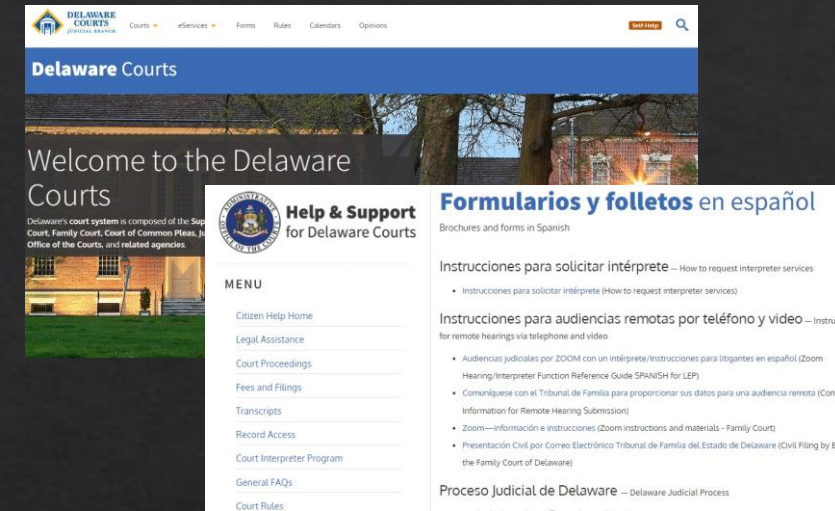 DELAWARE
COURTS
JUDICIAL BRANCH
Courts eServices Forms Rules Calendars Opinions
Self-Help
Delaware Courts
Welcome to the Delaware
Courts
Delaware's court system is composed of the
Court, Family Court, Court of Common Pleas,
Office of the Courts, and related agencies.
ADMINISTRATIVE
OFFICE OF THE COURTS
Help & Support
for Delaware Courts
MENU
Citizen Help Home
Legal Assistance
Court Proceedings
Fees and Filings
Transcripts
Record Access
Court Interpreter Program
General FAQs
Court Rules
Formularios y folletos en español
Brochures and forms in Spanish
Instrucciones para solicitar intérprete – How to request interpreter services
• Instrucciones para solicitar intérprete (How to request interpreter services)
Instrucciones para audiencias remotas por teléfono y video –
for remote hearings via telephone and video
• Audiencias judiciales por ZOOM con un intérprete/Instrucciones para litigantes en español (Zoom
Hearing/Interpreter Function Reference Guide SPANISH for LEP)
• Comuníquese con el Tribunal de Familia para proporcionar sus datos para una audiencia remota
Information for Remote Hearing Submission)
• Zoom—información e instrucciones (Zoom instructions and materials - Family Court)
• Presentación Civil por Correo Electrónico Tribunal de Familia del Estado de Delaware (Civil Filing by
the Family Court of Delaware)
Proceso Judicial de Delaware – Delaware Judicial Process